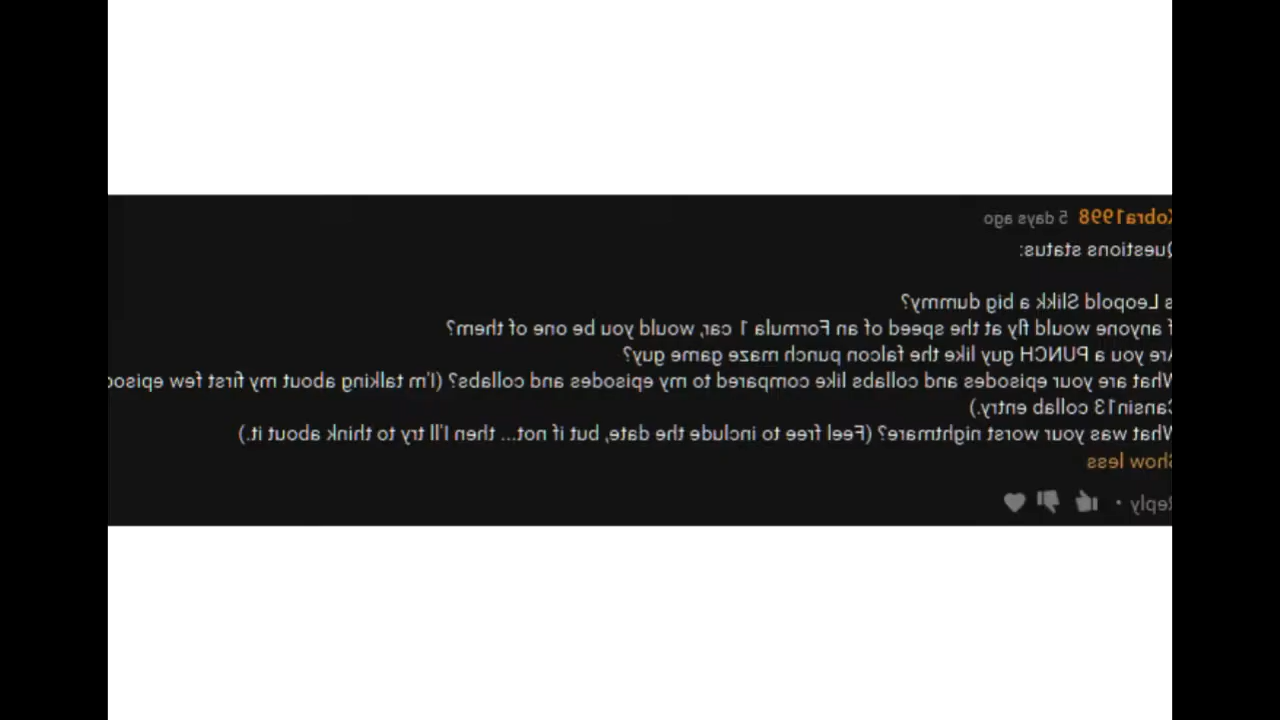 Kobra1998 5 days ago
Questions status:
Is Leopold Slikk a big dummy?
If anyone would fly at the speed of an Formula 1 car, would you be one of them?
Are you a PUNCH guy like the falcon punch maze game guy?
What are your episodes and collabs like compared to my episodes and collabs? (I'm talking about my first few episo
Cansin13 collab entry.)
What was your worst nightmare? (Feel free to include the date, but if not... then I'll try to think about it.)
Show less
Reply •